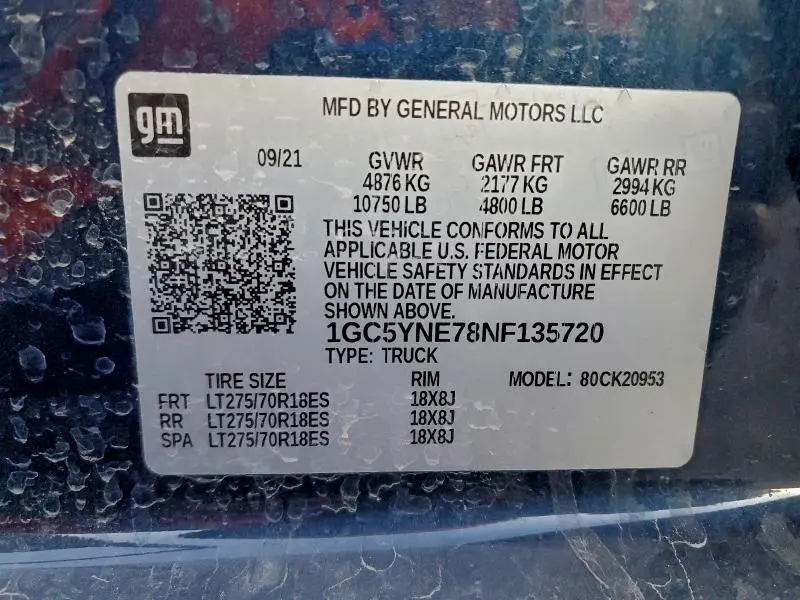 gm
MFD BY GENERAL MOTORS LLC
09/21 GVWR GAWR FRT GAWR RR
4876 KG 2177 KG 2994 KG
10750 LB 4800 LB 6600 LB
THIS VEHICLE CONFORMS TO ALL
APPLICABLE U.S. FEDERAL MOTOR
VEHICLE SAFETY STANDARDS IN EFFECT
ON THE DATE OF MANUFACTURE
SHOWN ABOVE.
1GC5YNE78NF135720
TYPE: TRUCK
TIRE SIZE RIM MODEL: 80CK20953
FRT LT275/70R18ES 18X8J
RR LT275/70R18ES 18X8J
SPA LT275/70R18ES 18X8J